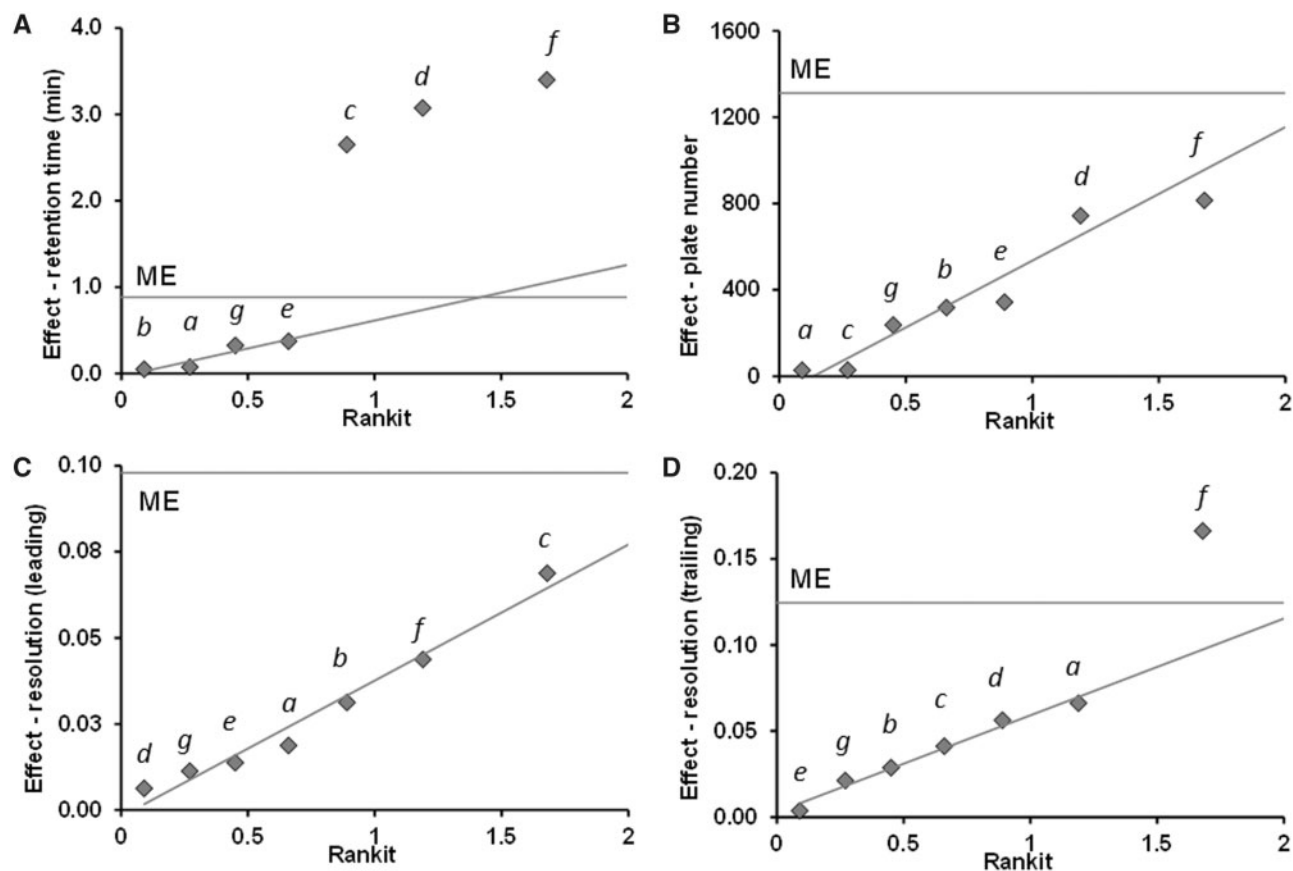 A
Effect - retention time (min)
4.0
3.0
2.0
1.0
0.0
ME
b
a
g
e
c
d
f
0
0.5
1
1.5
2
Rankit
B
Effect - plate number
1600
1200
800
400
0
ME
a
c
g
b
e
d
f
0
0.5
1
1.5
2
Rankit
C
Effect - resolution (leading)
0.10
0.08
0.05
0.03
0.00
ME
d
g
e
a
b
f
c
0
0.5
1
1.5
2
Rankit
D
Effect - resolution (trailing)
0.20
0.15
0.10
0.05
0.00
ME
e
g
b
c
d
a
f
0
0.5
1
1.5
2
Rankit